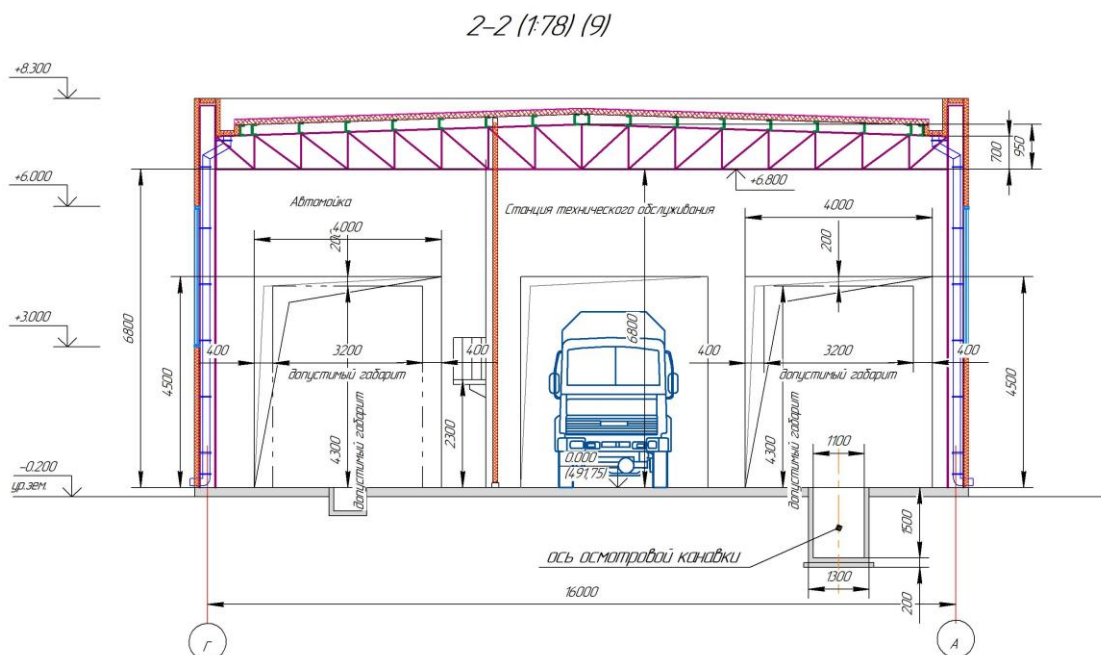 2-2 (1:78) (9)
+8.300
+6.000
+3.000
-0.200
ур.зем.
700
950
+6.800
Автомойка
Станция технического обслуживания
4000
200
4000
200
6800
4500
400
3200
400
допустимый габарит
4300
допустимый габарит
2300
6800
0.000
(491,75)
400
3200
400
допустимый габарит
4300
допустимый габарит
4500
1100
1500
ось осмотровой канавки
1300
200
16000
Г
А